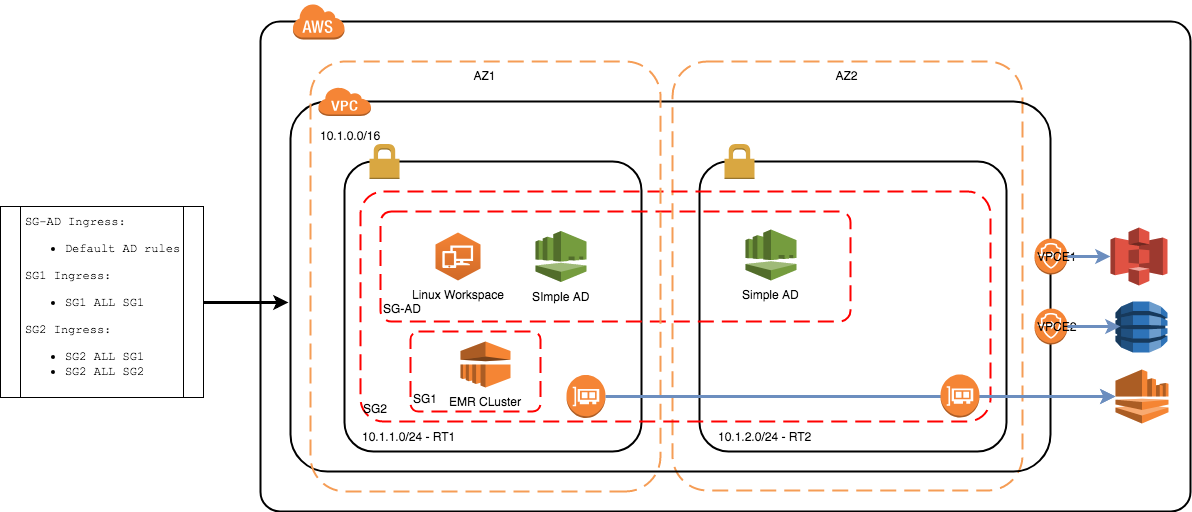 AWS
AZ1
AZ2
VPC
10.1.0.0/16
SG-AD Ingress:
• Default AD rules
SG1 Ingress:
• SG1 ALL SG1
SG2 Ingress:
• SG2 ALL SG1
• SG2 ALL SG2
Linux Workspace
SImple AD
Simple AD
SG-AD
VPCE1
VPCE2
EMR CLuster
SG1
SG2
10.1.1.0/24 - RT1
10.1.2.0/24 - RT2